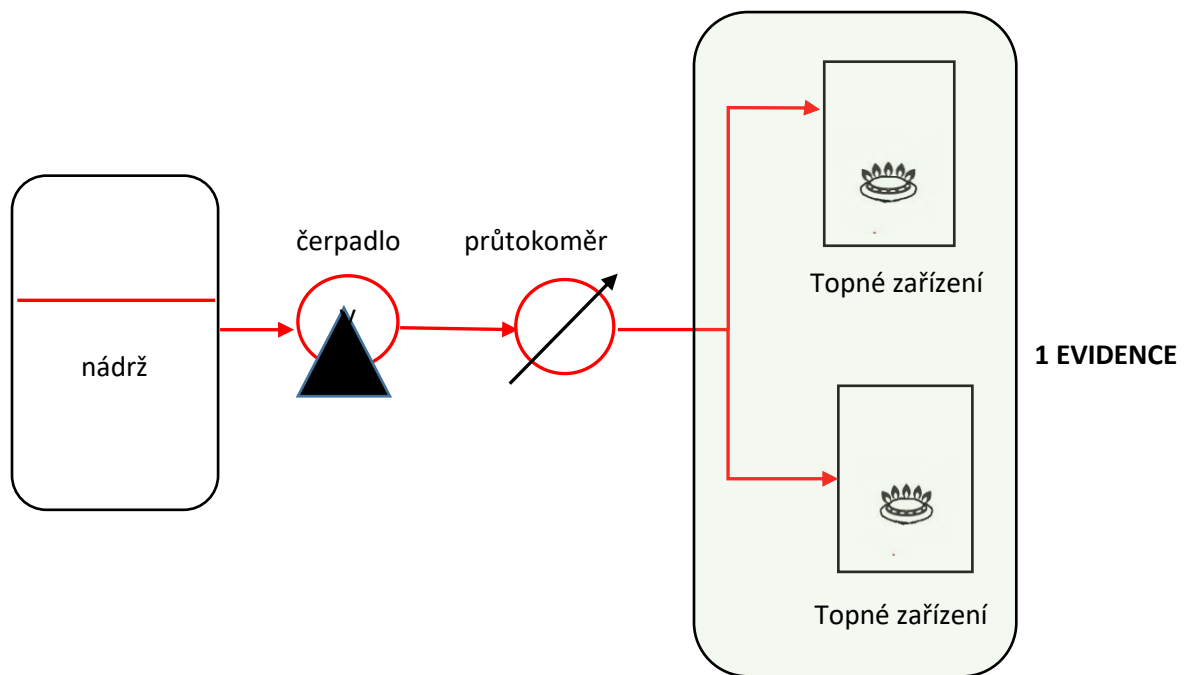 čerpadlo
průtokoměr
nádrž
Topné zařízení
1 EVIDENCE
Topné zařízení